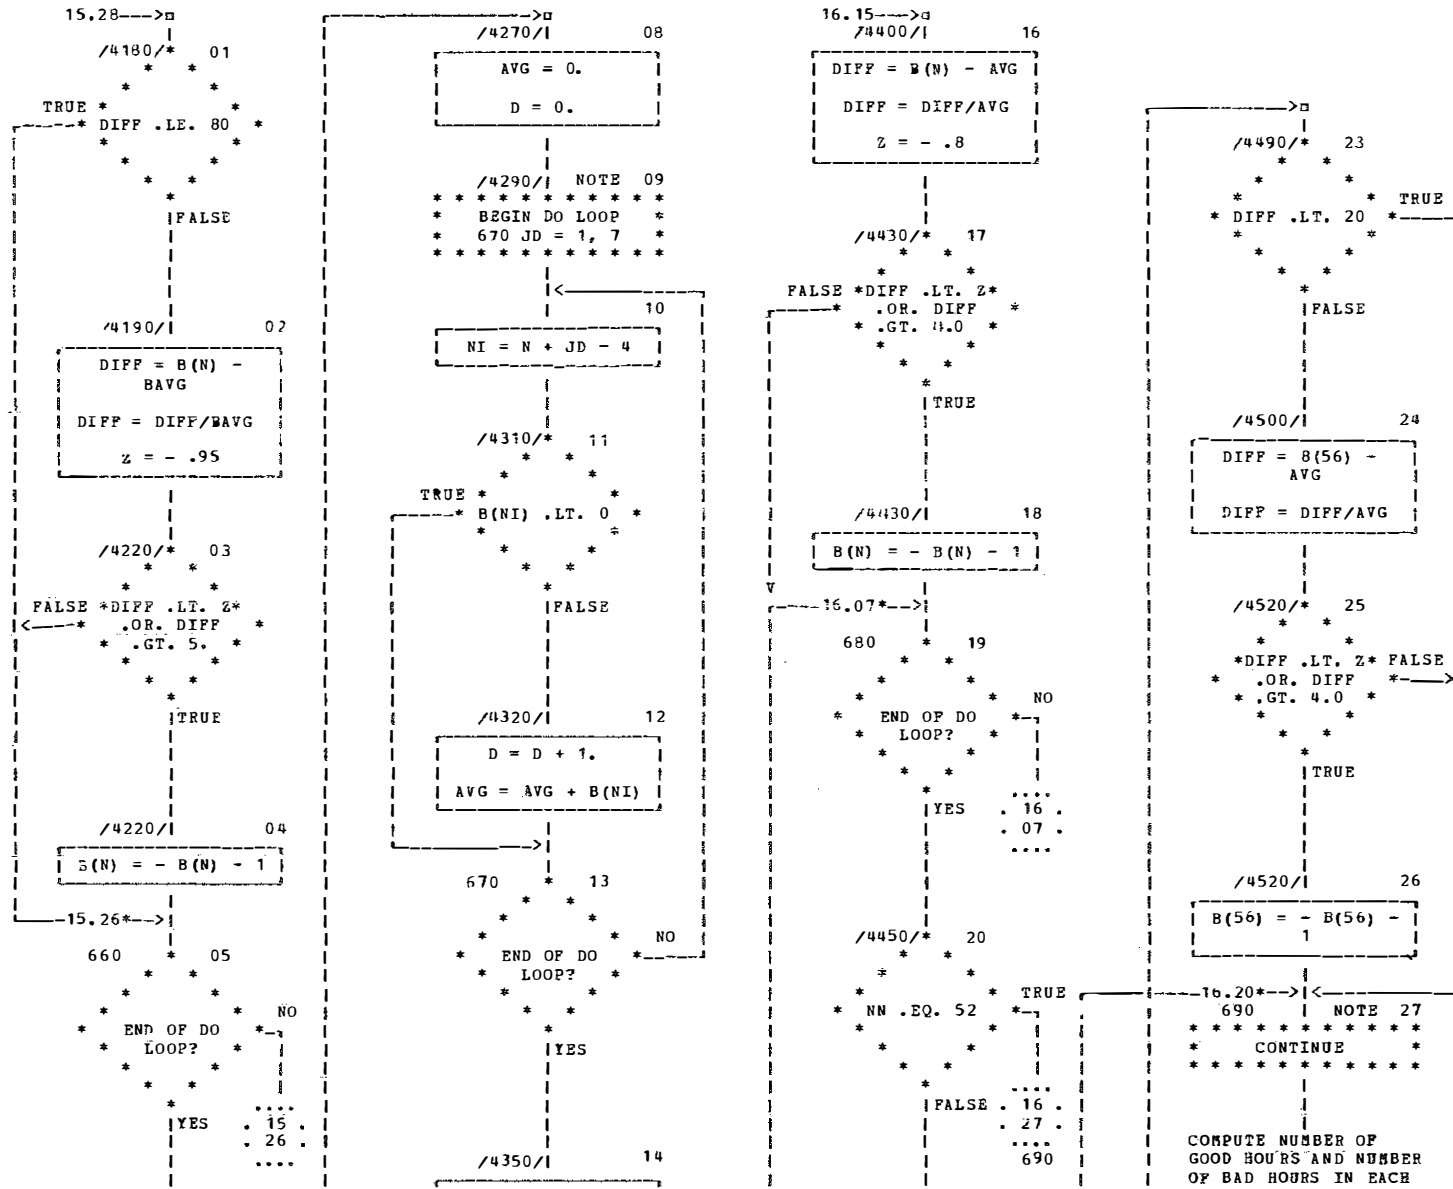 15.28--->
/4180/* 01
TRUE
DIFF .LE. 80
FALSE
/4190/ 02
DIFF = B(N) -
BAVG
DIFF = DIFF/BAVG
Z = - .95
/4220/* 03
FALSE *DIFF .LT. Z*
.OR. DIFF
.GT. 5.
TRUE
/4220/ 04
B(N) = - B(N) - 1
15.26*-->
660 05
NO
END OF DO
LOOP?
YES
15
26
/4270/ 08
AVG = 0.
D = 0.
/4290/ NOTE 09
BEGIN DO LOOP
670 JD = 1, 7
10
NI = N + JD - 4
/4310/* 11
TRUE
B(NI) .LT. 0
FALSE
/4320/ 12
D = D + 1.
AVG = AVG + B(NI)
670 13
NO
END OF DO
LOOP?
YES
/4350/ 14
16.15--->
/4400/ 16
DIFF = B(N) - AVG
DIFF = DIFF/AVG
Z = - .8
/4430/* 17
FALSE *DIFF .LT. Z*
.OR. DIFF
.GT. 4.0
TRUE
/4430/ 18
B(N) = - B(N) - 1
16.07*-->
680 19
NO
END OF DO
LOOP?
YES
16
07
/4450/* 20
TRUE
NN .EQ. 52
FALSE
16
27
690
/4490/* 23
TRUE
DIFF .LT. 20
FALSE
/4500/ 24
DIFF = 8(56) -
AVG
DIFF = DIFF/AVG
/4520/* 25
*DIFF .LT. Z* FALSE
.OR. DIFF
.GT. 4.0
TRUE
/4520/ 26
B(56) = - B(56) -
1
16.20*-->
690 NOTE 27
CONTINUE
COMPUTE NUMBER OF
GOOD HOURS AND NUMBER
OF BAD HOURS IN EACH